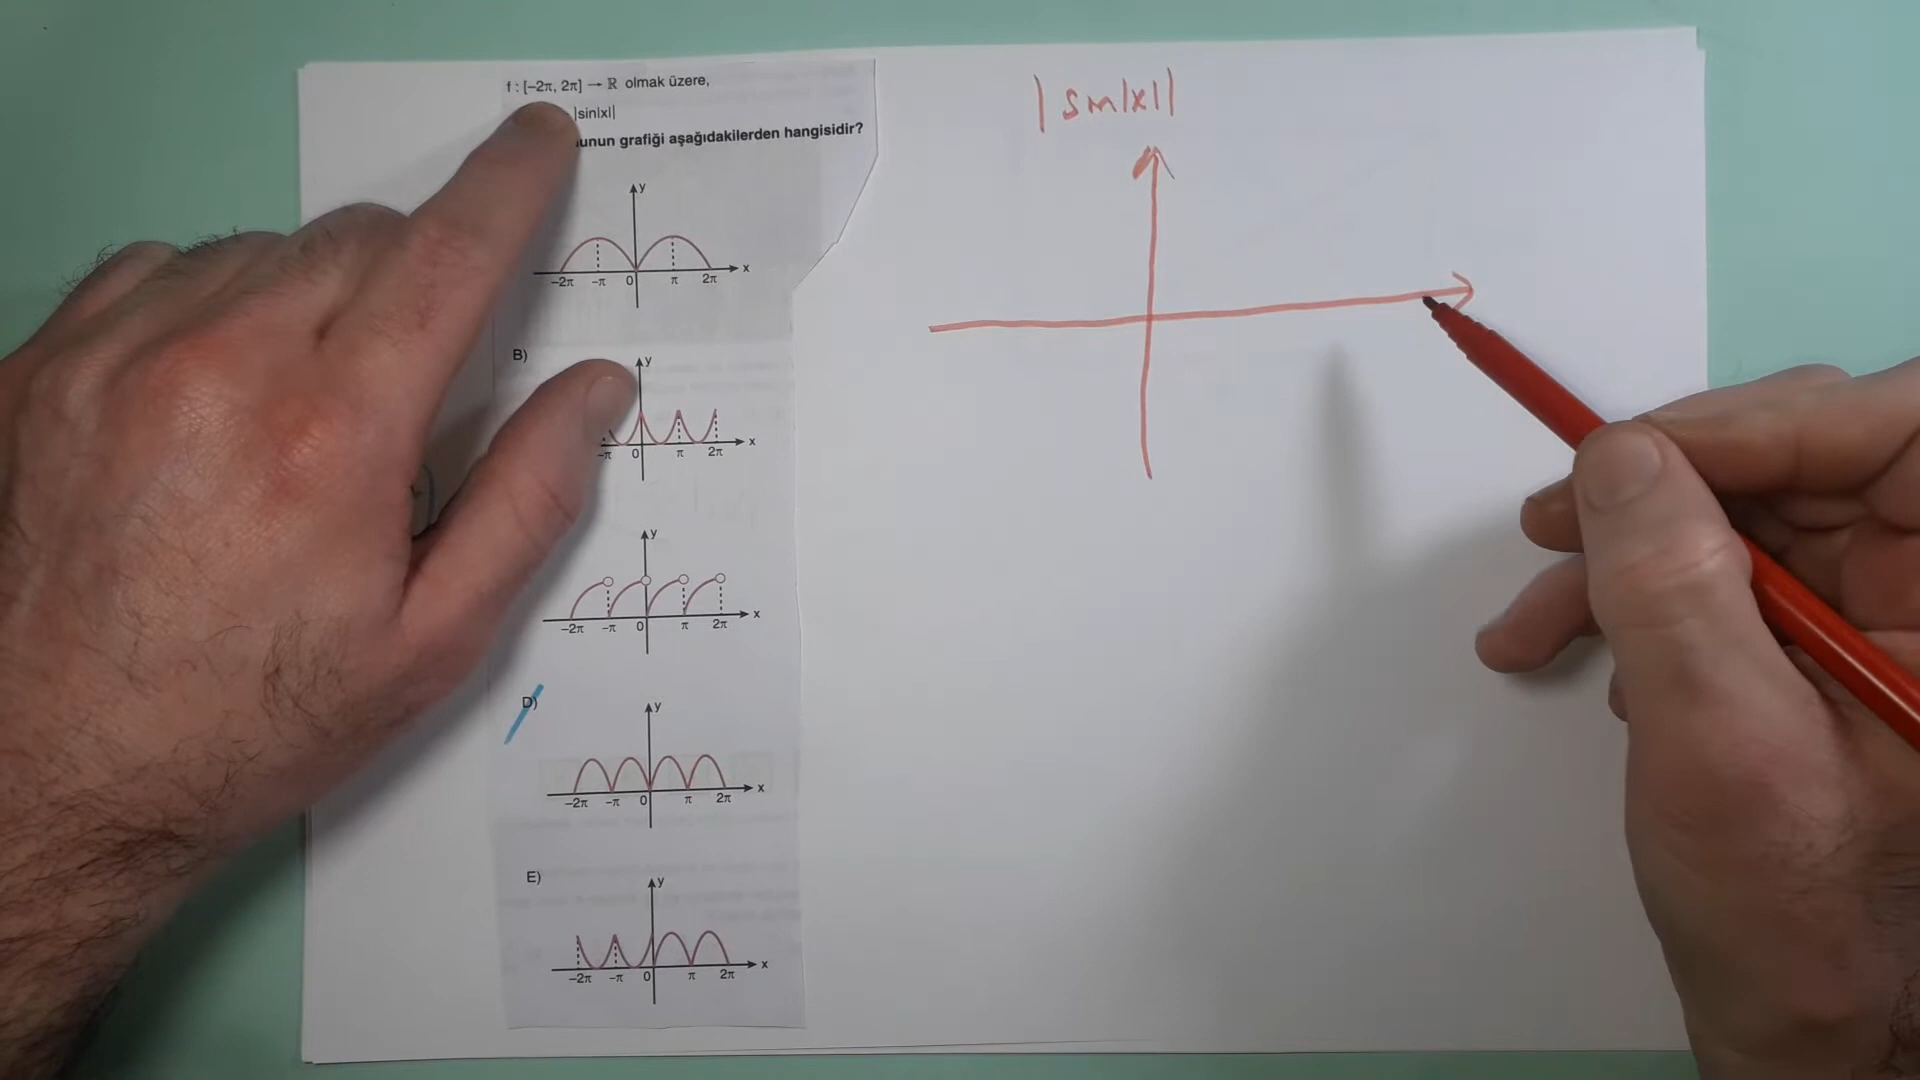 f : [−2π, 2π] → ℝ olmak üzere,
|sin|x||
unun grafiği aşağıdakilerden hangisidir?
y
x
−2π −π 0 π 2π
B)
y
x
−π 0 π 2π
y
x
−2π −π 0 π 2π
D)
y
x
−2π −π 0 π 2π
E)
y
x
−2π −π 0 π 2π
|sin|x||